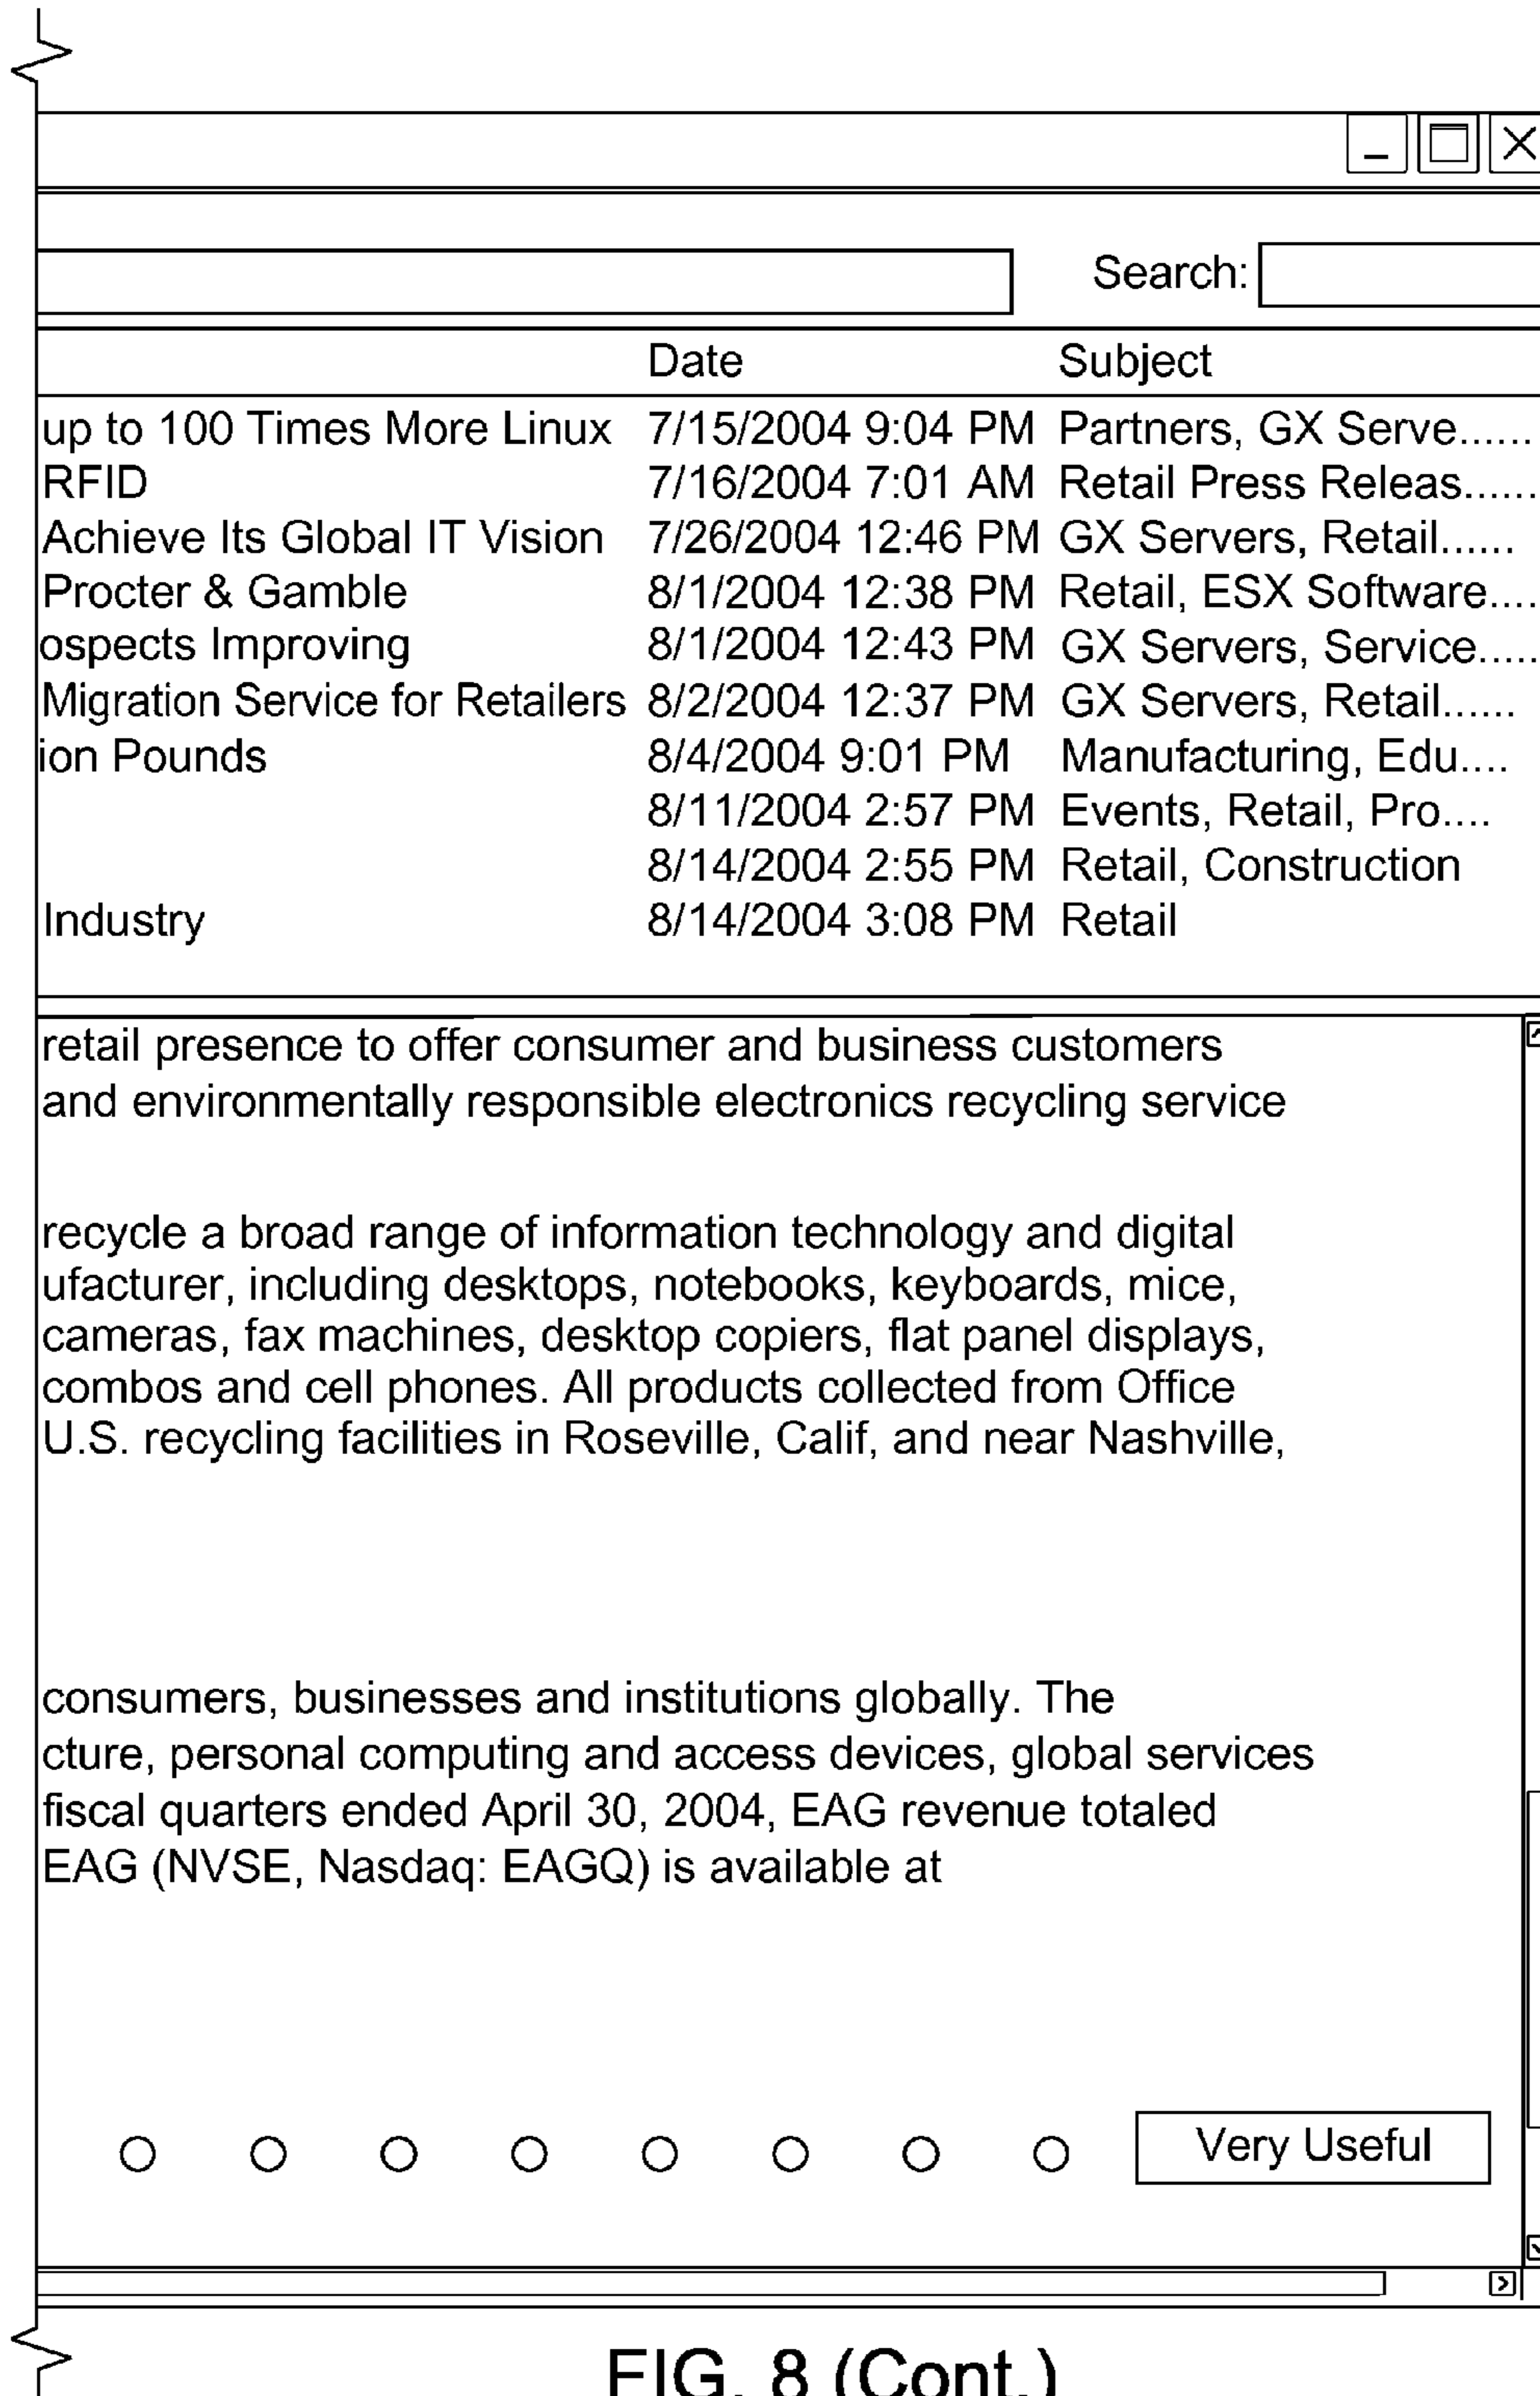 Search:
Date Subject
up to 100 Times More Linux 7/15/2004 9:04 PM Partners, GX Serve......
RFID 7/16/2004 7:01 AM Retail Press Releas......
Achieve Its Global IT Vision 7/26/2004 12:46 PM GX Servers, Retail......
Procter & Gamble 8/1/2004 12:38 PM Retail, ESX Software....
ospects Improving 8/1/2004 12:43 PM GX Servers, Service.....
Migration Service for Retailers 8/2/2004 12:37 PM GX Servers, Retail......
ion Pounds 8/4/2004 9:01 PM Manufacturing, Edu....
8/11/2004 2:57 PM Events, Retail, Pro....
8/14/2004 2:55 PM Retail, Construction
Industry 8/14/2004 3:08 PM Retail
retail presence to offer consumer and business customers
and environmentally responsible electronics recycling service
recycle a broad range of information technology and digital
ufacturer, including desktops, notebooks, keyboards, mice,
cameras, fax machines, desktop copiers, flat panel displays,
combos and cell phones. All products collected from Office
U.S. recycling facilities in Roseville, Calif, and near Nashville,
consumers, businesses and institutions globally. The
cture, personal computing and access devices, global services
fiscal quarters ended April 30, 2004, EAG revenue totaled
EAG (NVSE, Nasdaq: EAGQ) is available at
Very Useful
FIG. 8 (Cont.)